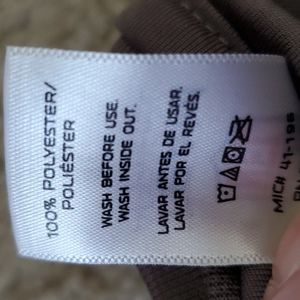 100% POLYESTER/
POLIÉSTER
WASH BEFORE USE.
WASH INSIDE OUT.
LAVAR ANTES DE USAR.
LAVAR POR EL REVÉS.
MICH 41-196